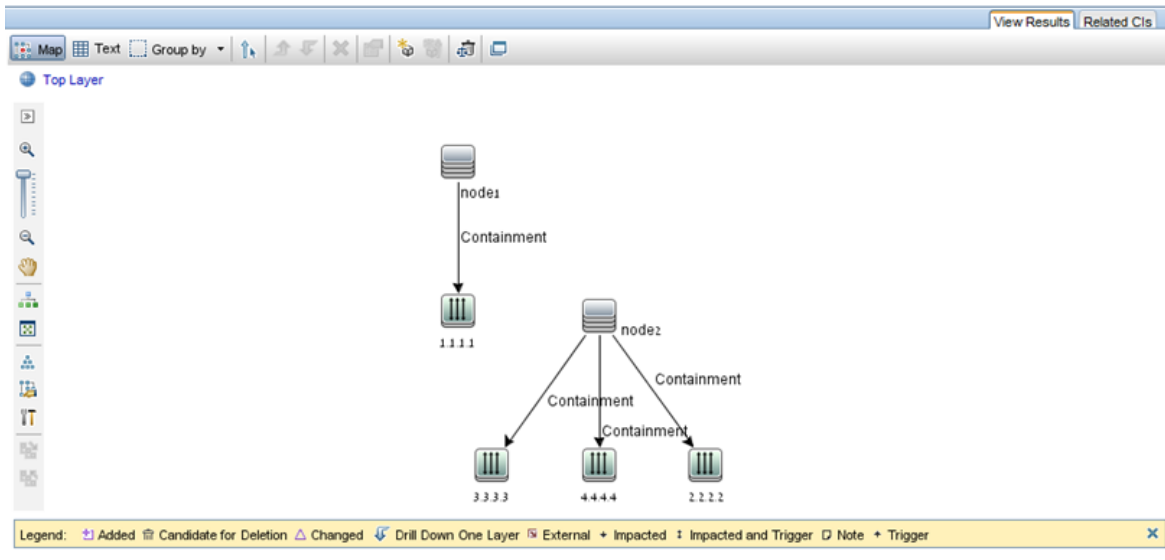 View Results Related CIs
Map Text Group by
Top Layer
node1
Containment
1.1.1.1
node2
Containment
Containment
Containment
3.3.3.3 4.4.4.4 2.2.2.2
Legend: Added Candidate for Deletion Changed Drill Down One Layer External Impacted Impacted and Trigger Note Trigger